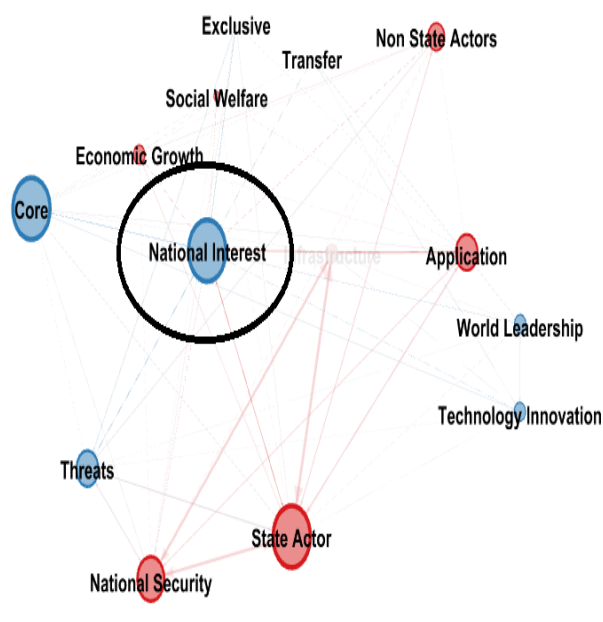 Exclusive
Non State Actors
Transfer
Social Welfare
Economic Growth
Core
National Interest
Infrastructure
Application
World Leadership
Technology Innovation
Threats
State Actor
National Security